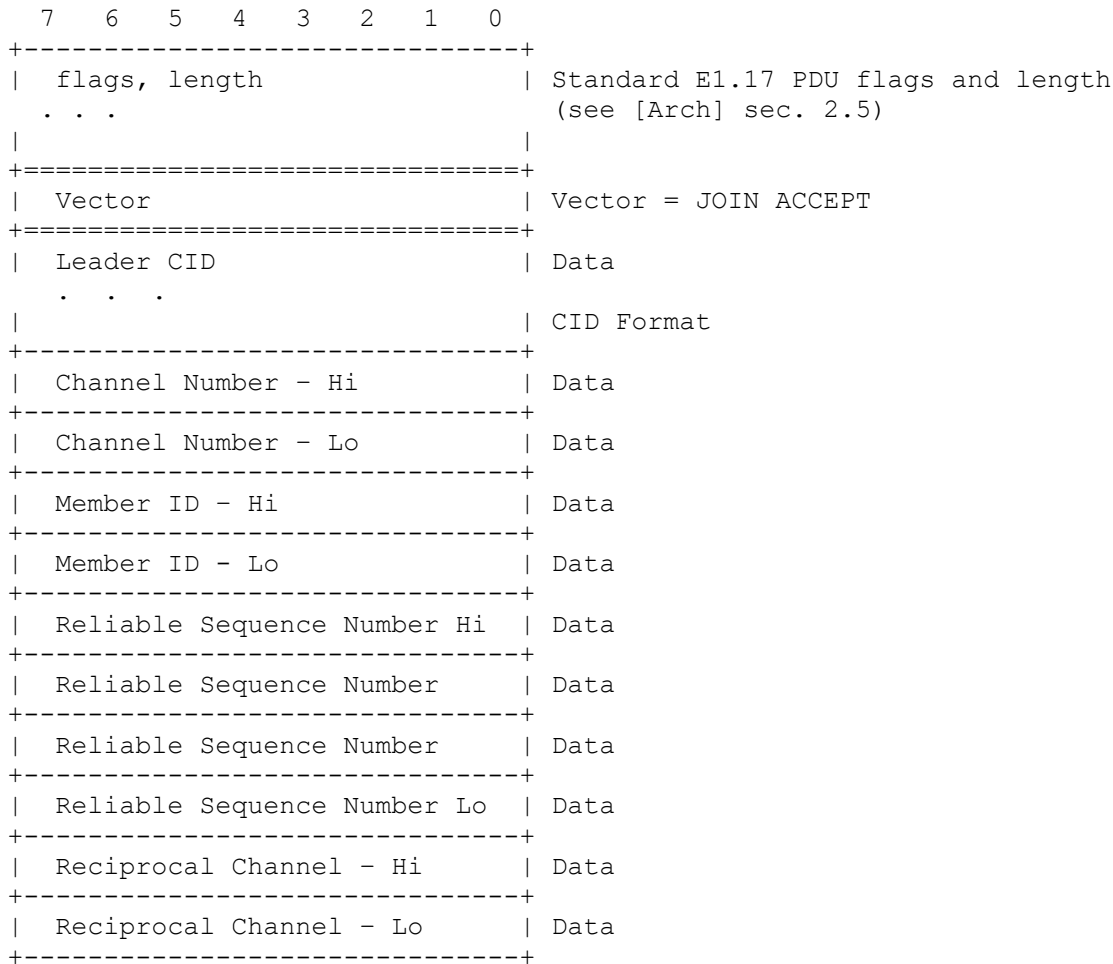 7 6 5 4 3 2 1 0
+-------------------------------+
| flags, length | Standard E1.17 PDU flags and length
. . . (see [Arch] sec. 2.5)
| |
+===============================+
| Vector | Vector = JOIN ACCEPT
+===============================+
| Leader CID | Data
. . .
| | CID Format
+-------------------------------+
| Channel Number – Hi | Data
+-------------------------------+
| Channel Number – Lo | Data
+-------------------------------+
| Member ID – Hi | Data
+-------------------------------+
| Member ID - Lo | Data
+-------------------------------+
| Reliable Sequence Number Hi | Data
+-------------------------------+
| Reliable Sequence Number | Data
+-------------------------------+
| Reliable Sequence Number | Data
+-------------------------------+
| Reliable Sequence Number Lo | Data
+-------------------------------+
| Reciprocal Channel – Hi | Data
+-------------------------------+
| Reciprocal Channel – Lo | Data
+-------------------------------+